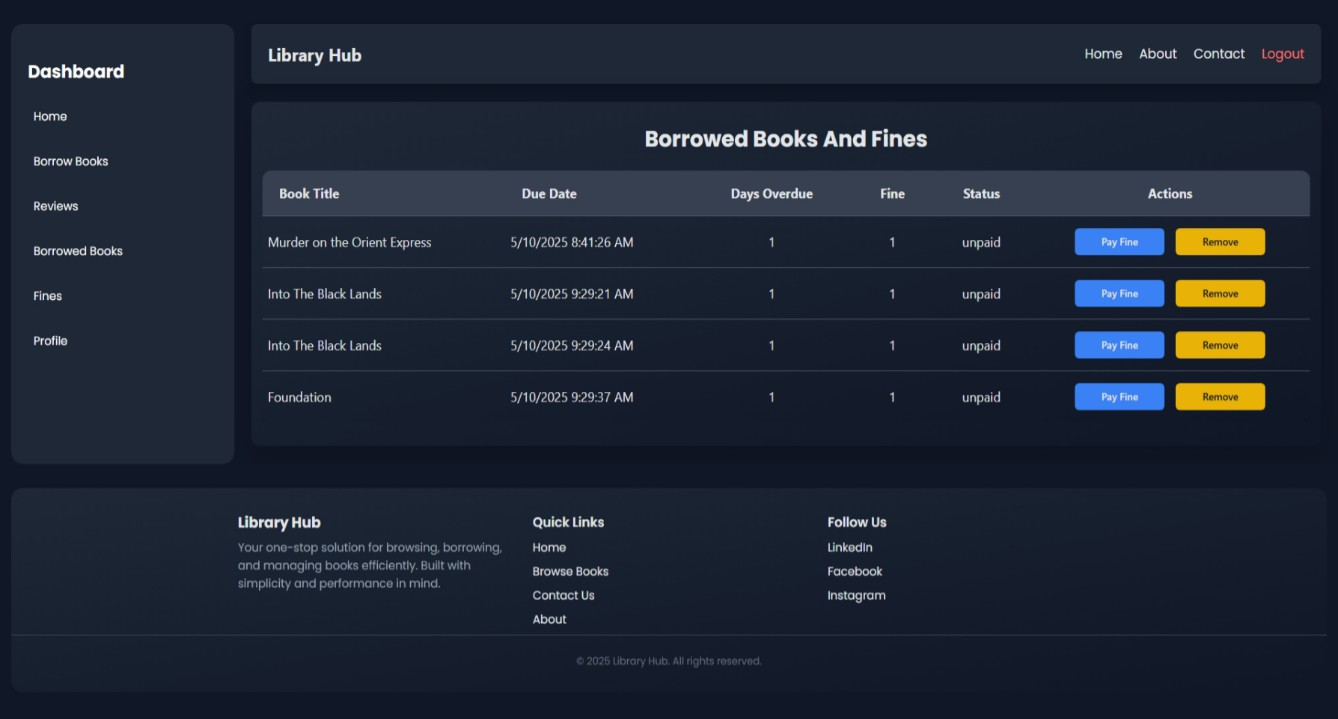 Dashboard
Home
Borrow Books
Reviews
Borrowed Books
Fines
Profile
Library Hub
Home About Contact Logout
Borrowed Books And Fines
Book Title Due Date Days Overdue Fine Status Actions
Murder on the Orient Express 5/10/2025 8:41:26 AM 1 1 unpaid Pay Fine Remove
Into The Black Lands 5/10/2025 9:29:21 AM 1 1 unpaid Pay Fine Remove
Into The Black Lands 5/10/2025 9:29:24 AM 1 1 unpaid Pay Fine Remove
Foundation 5/10/2025 9:29:37 AM 1 1 unpaid Pay Fine Remove
Library Hub
Your one-stop solution for browsing, borrowing,
and managing books efficiently. Built with
simplicity and performance in mind.
Quick Links
Home
Browse Books
Contact Us
About
Follow Us
LinkedIn
Facebook
Instagram
© 2025 Library Hub. All rights reserved.